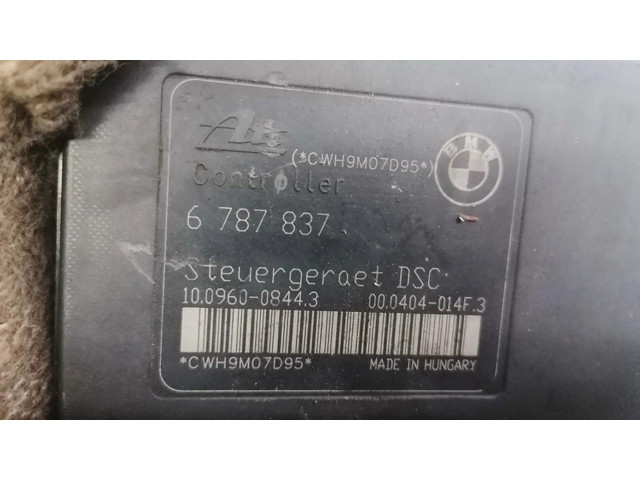 Ate
(*CWH9M07D95*)
BMW
Controller
6 787 837
Steuergeraet DSC
10.0960-0844.3 00.0404-014F.3
*CWH9M07D95* MADE IN HUNGARY